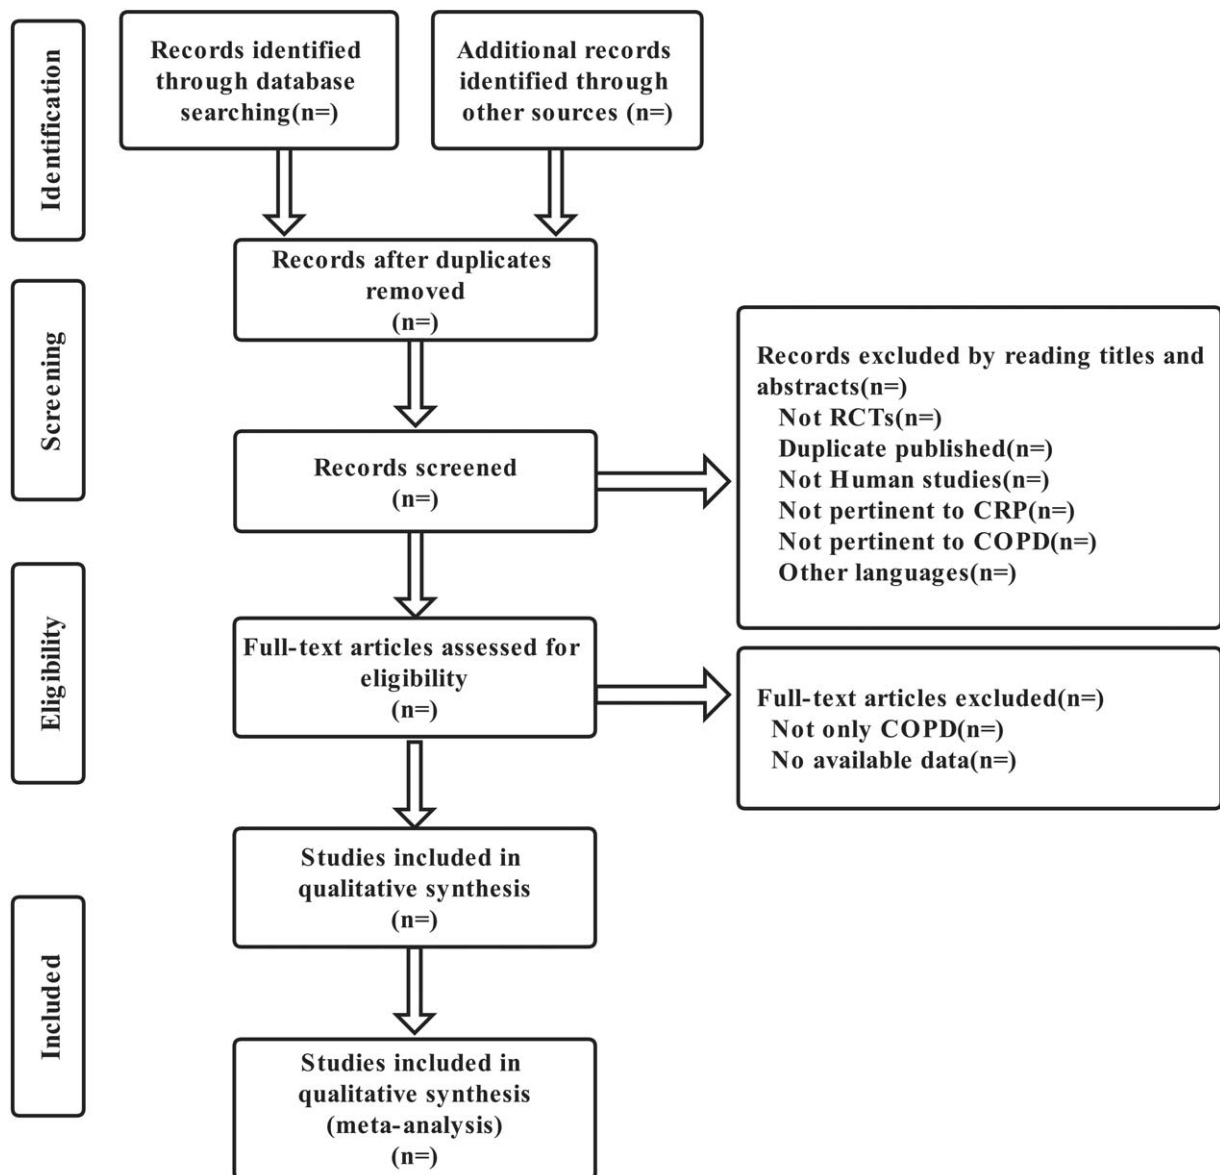 Identification
Records identified
through database
searching(n=)
Additional records
identified through
other sources (n=)
Records after duplicates
removed
(n=)
Screening
Records screened
(n=)
Records excluded by reading titles and
abstracts(n=)
Not RCTs(n=)
Duplicate published(n=)
Not Human studies(n=)
Not pertinent to CRP(n=)
Not pertinent to COPD(n=)
Other languages(n=)
Eligibility
Full-text articles assessed for
eligibility
(n=)
Full-text articles excluded(n=)
Not only COPD(n=)
No available data(n=)
Included
Studies included in
qualitative synthesis
(n=)
Studies included in
qualitative synthesis
(meta-analysis)
(n=)